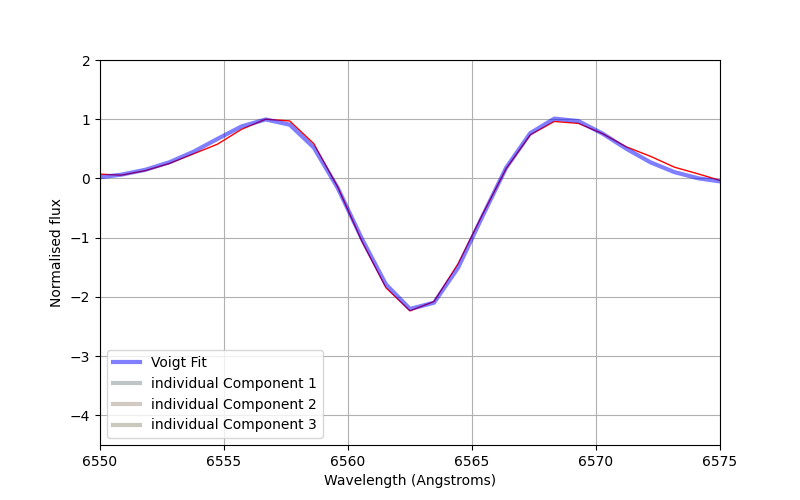 2
1
0
−1
−2
−3
−4
Normalised flux
Voigt Fit
individual Component 1
individual Component 2
individual Component 3
6550 6555 6560 6565 6570 6575
Wavelength (Angstroms)